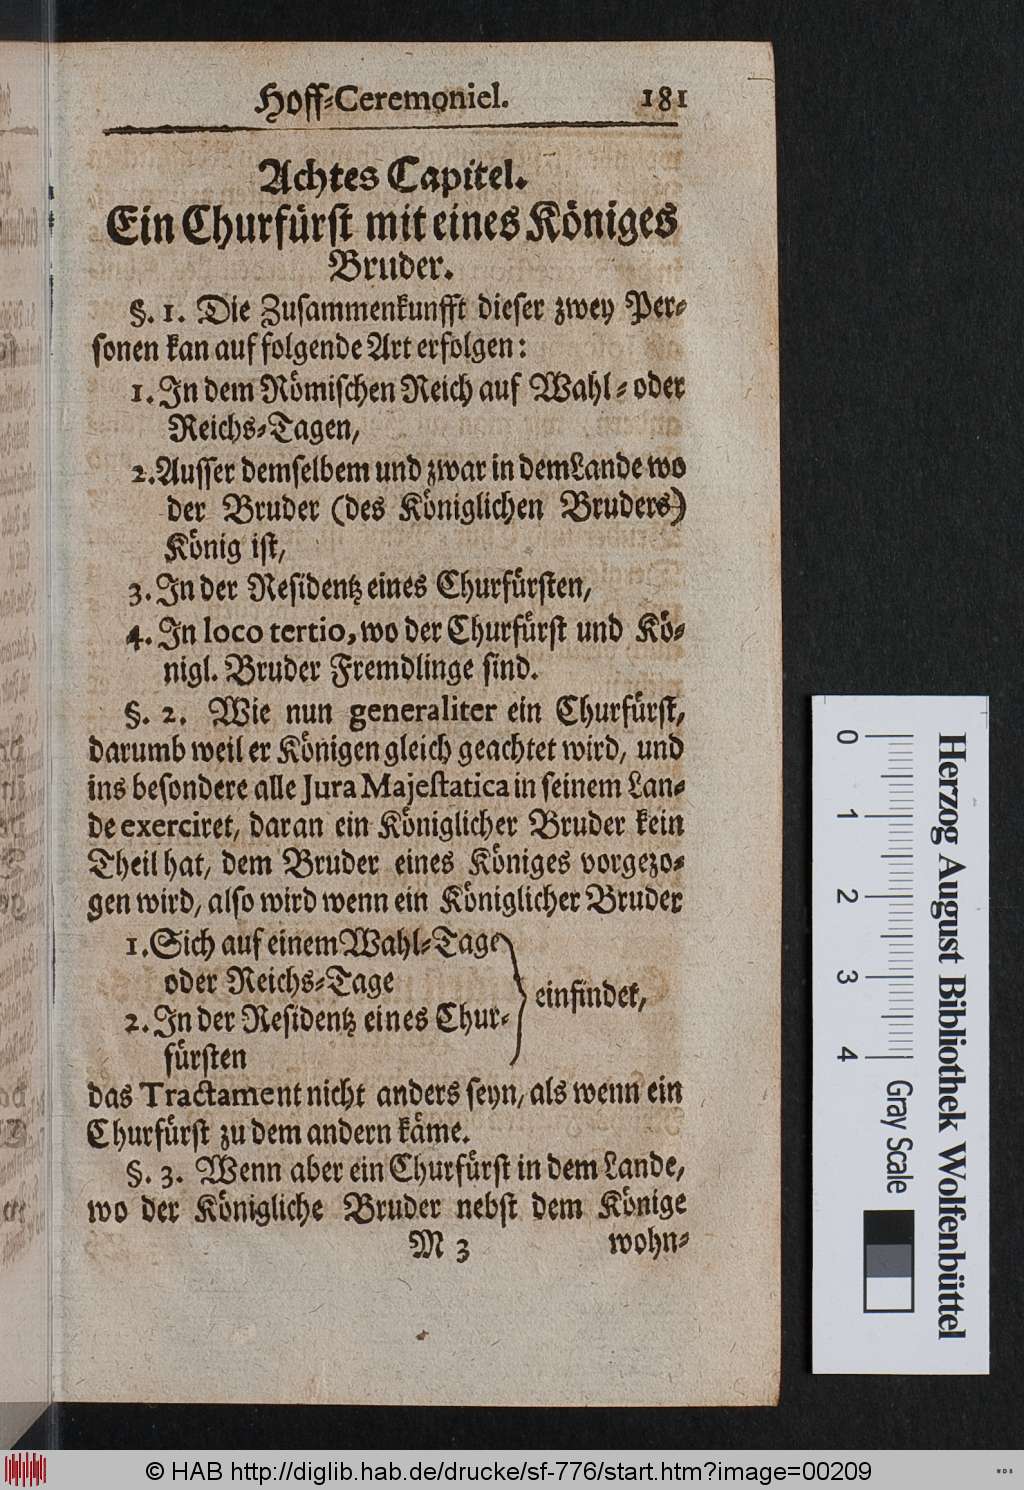 Hoff-Ceremoniel. 181
Achtes Capitel.
Ein Churfürst mit eines Königes
Bruder.
§. 1. Die Zusammenkunfft dieser zwey Per-
sonen kan auf folgende Art erfolgen:
1. In dem Römischen Reich auf Wahl- oder
Reichs-Tagen,
2. Ausser demselbem und zwar in dem Lande wo
der Bruder (des Königlichen Bruders)
König ist,
3. In der Residentz eines Churfürsten,
4. In loco tertio, wo der Churfürst und Kö-
nigl. Bruder Fremdlinge sind.
§. 2. Wie nun generaliter ein Churfürst,
darumb weil er Königen gleich geachtet wird, und
ins besondere alle Jura Majestatica in seinem Lan-
de exerciret, daran ein Königlicher Bruder kein
Theil hat, dem Bruder eines Königes vorgezo-
gen wird, also wird wenn ein Königlicher Bruder
1. Sich auf einem Wahl-Tage
oder Reichs-Tage
2. In der Residentz eines Chur-
fürsten
einfindet,
das Tractament nicht anders seyn, als wenn ein
Churfürst zu dem andern käme.
§. 3. Wenn aber ein Churfürst in dem Lande,
wo der Königliche Bruder nebst dem Könige
M 3 wohn-
0 1 2 3 4 Gray Scale
Herzog August Bibliothek Wolfenbüttel
© HAB http://diglib.hab.de/drucke/sf-776/start.htm?image=00209